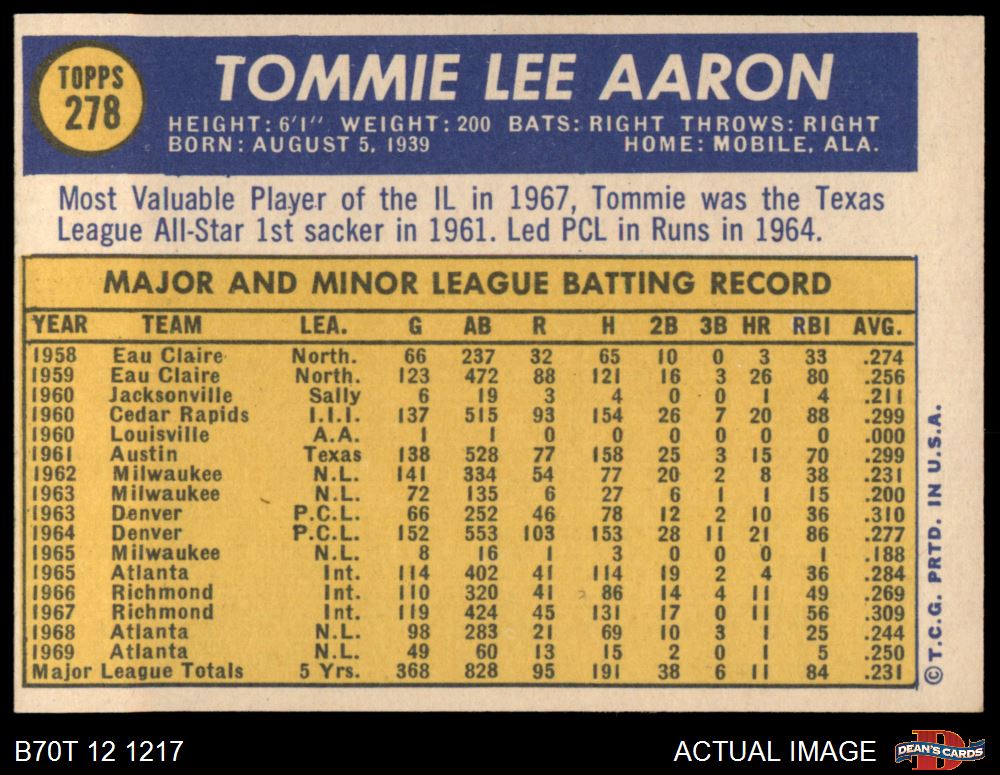 TOPPS
278
TOMMIE LEE AARON
HEIGHT: 6'1" WEIGHT: 200 BATS: RIGHT THROWS: RIGHT
BORN: AUGUST 5, 1939 HOME: MOBILE, ALA.
Most Valuable Player of the IL in 1967, Tommie was the Texas
League All-Star 1st sacker in 1961. Led PCL in Runs in 1964.
MAJOR AND MINOR LEAGUE BATTING RECORD
YEAR TEAM LEA. G AB R H 2B 3B HR RBI AVG.
1958 Eau Claire North. 66 237 32 65 10 0 3 33 .274
1959 Eau Claire North. 123 472 88 121 16 3 26 80 .256
1960 Jacksonville Sally 6 19 3 4 0 0 1 4 .211
1960 Cedar Rapids I.I.I. 137 515 93 154 26 7 20 88 .299
1960 Louisville A.A. 1 1 0 0 0 0 0 0 .000
1961 Austin Texas 138 528 77 158 25 3 15 70 .299
1962 Milwaukee N.L. 141 334 54 77 20 2 8 38 .231
1963 Milwaukee N.L. 72 135 6 27 6 1 1 15 .200
1963 Denver P.C.L. 66 252 46 78 12 2 10 36 .310
1964 Denver P.C.L. 152 553 103 153 28 11 21 86 .277
1965 Milwaukee N.L. 8 16 1 3 0 0 0 1 .188
1965 Atlanta Int. 114 402 41 114 19 2 4 36 .284
1966 Richmond Int. 110 320 41 86 14 4 11 49 .269
1967 Richmond Int. 119 424 45 131 17 0 11 56 .309
1968 Atlanta N.L. 98 283 21 69 10 3 1 25 .244
1969 Atlanta N.L. 49 60 13 15 2 0 1 5 .250
Major League Totals 5 Yrs. 368 828 95 191 38 6 11 84 .231
©T.C.G. PRTD. IN U.S.A.
B70T 12 1217
ACTUAL IMAGE
D
DEAN'S CARDS